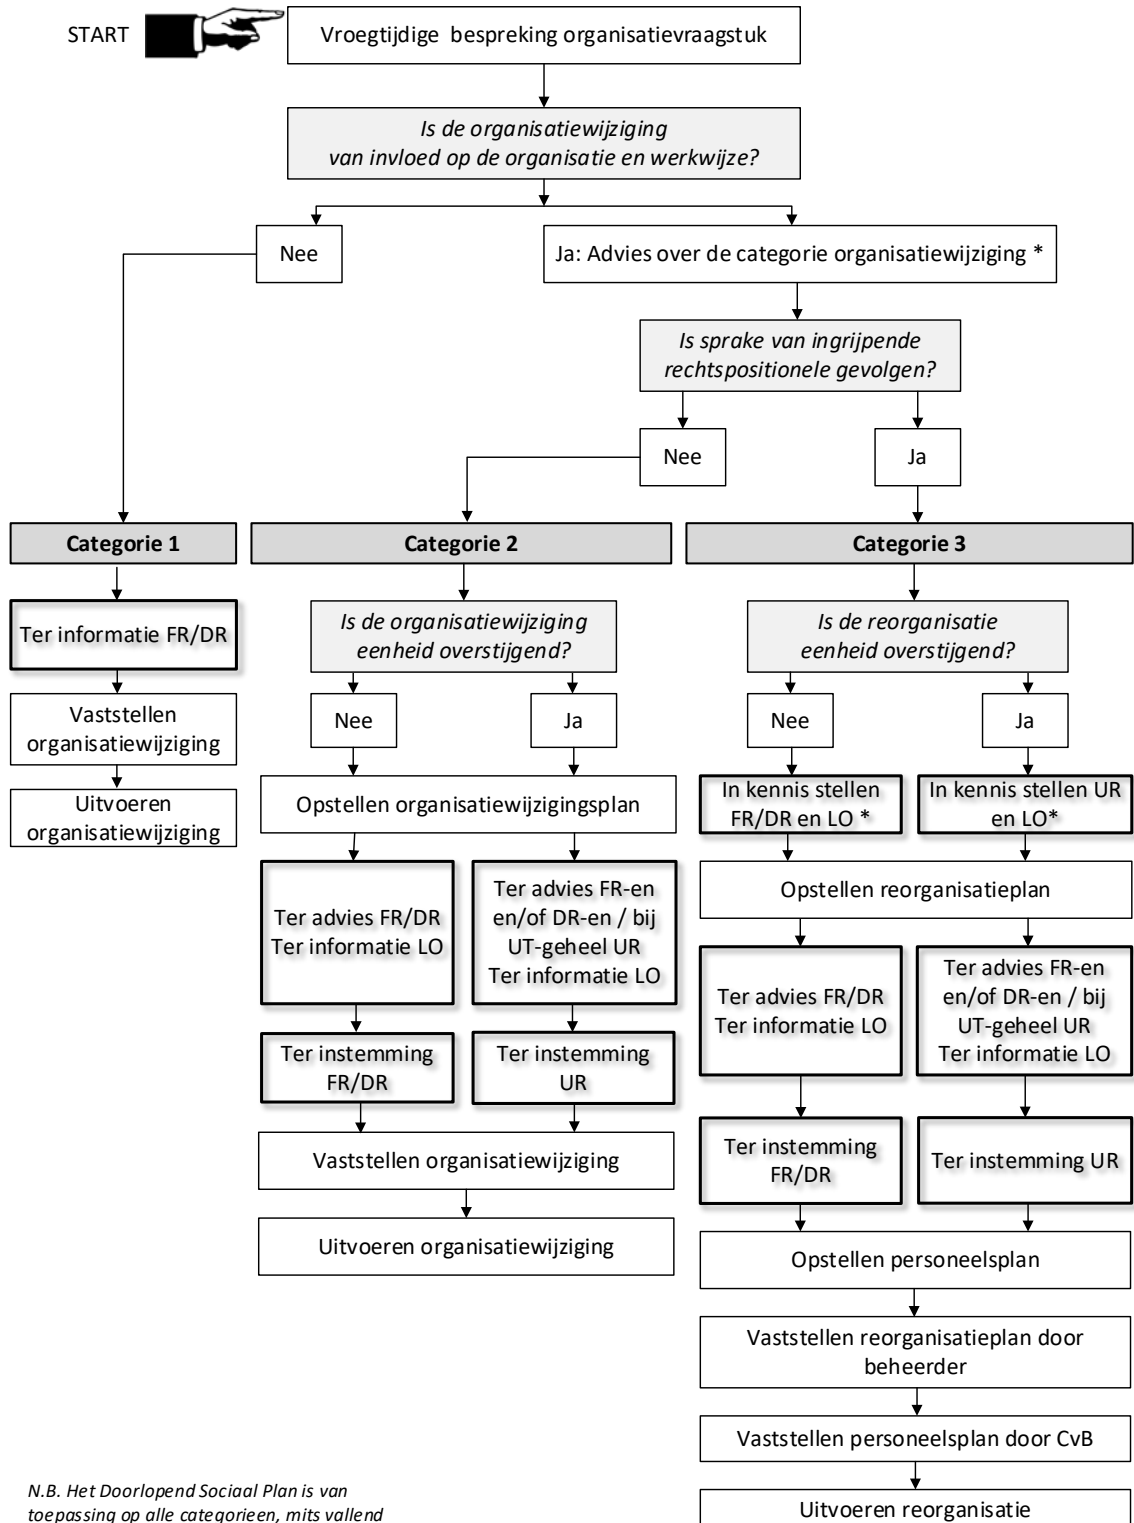 START
Vroegtijdige bespreking organisatievraagstuk
Is de organisatiewijziging
van invloed op de organisatie en werkwijze?
Nee
Ja: Advies over de categorie organisatiewijziging *
Is sprake van ingrijpende
rechtspositionele gevolgen?
Nee
Ja
Categorie 1
Ter informatie FR/DR
Vaststellen
organisatiewijziging
Uitvoeren
organisatiewijziging
Categorie 2
Is de organisatiewijziging
eenheid overstijgend?
Nee
Ja
Opstellen organisatiewijzigingsplan
Ter advies FR/DR
Ter informatie LO
Ter advies FR-en
en/of DR-en / bij
UT-geheel UR
Ter informatie LO
Ter instemming
FR/DR
Ter instemming
UR
Vaststellen organisatiewijziging
Uitvoeren organisatiewijziging
Categorie 3
Is de reorganisatie
eenheid overstijgend?
Nee
Ja
In kennis stellen
FR/DR en LO *
In kennis stellen UR
en LO*
Opstellen reorganisatieplan
Ter advies FR/DR
Ter informatie LO
Ter advies FR-en
en/of DR-en / bij
UT-geheel UR
Ter informatie LO
Ter instemming
FR/DR
Ter instemming UR
Opstellen personeelsplan
Vaststellen reorganisatieplan door
beheerder
Vaststellen personeelsplan door CvB
Uitvoeren reorganisatie
N.B. Het Doorlopend Sociaal Plan is van
toepassing op alle categorieen, mits vallend